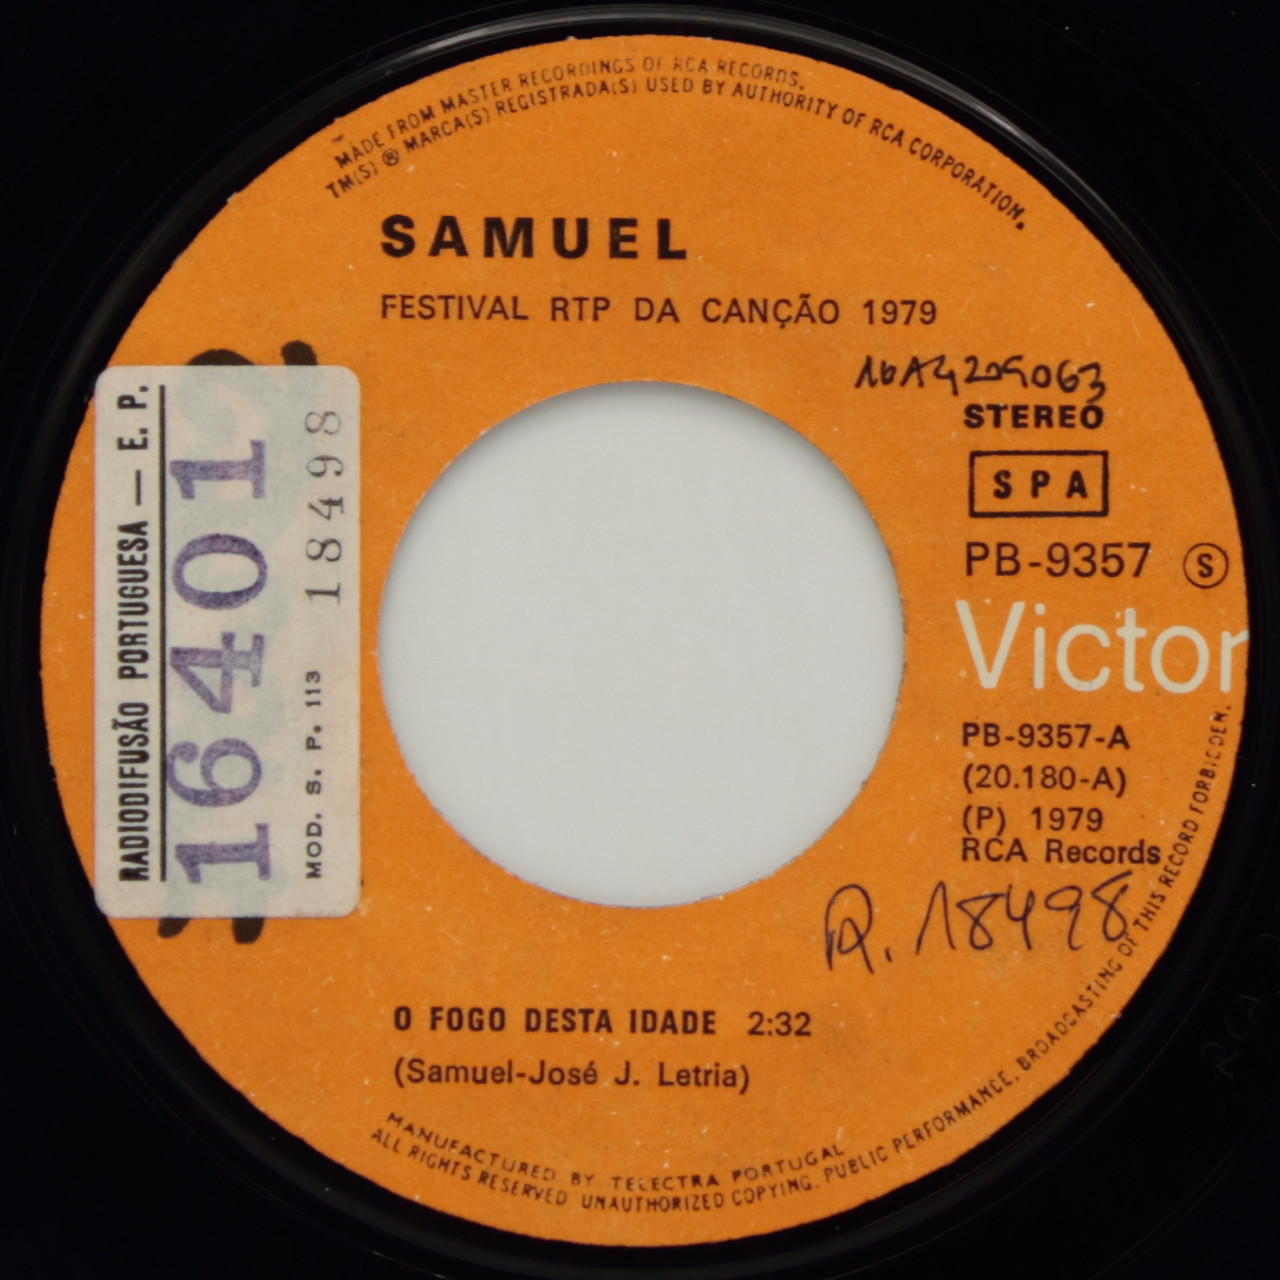 MADE FROM MASTER RECORDINGS OF RCA RECORDS.
TM(S) ® MARCA(S) REGISTRADA(S) USED BY AUTHORITY OF RCA CORPORATION.
SAMUEL
FESTIVAL RTP DA CANÇÃO 1979
STEREO
SPA
PB-9357 Ⓢ
Victor
PB-9357-A
(20.180-A)
(P) 1979
RCA Records
R. 18498
RADIODIFUSÃO PORTUGUESA — E. P.
16401
MOD. S. P. 113 18498
O FOGO DESTA IDADE 2:32
(Samuel-José J. Letria)
MANUFACTURED BY TELECTRA PORTUGAL
ALL RIGHTS RESERVED UNAUTHORIZED COPYING. PUBLIC PERFORMANCE. BROADCASTING OF THIS RECORD FORBIDDEN.